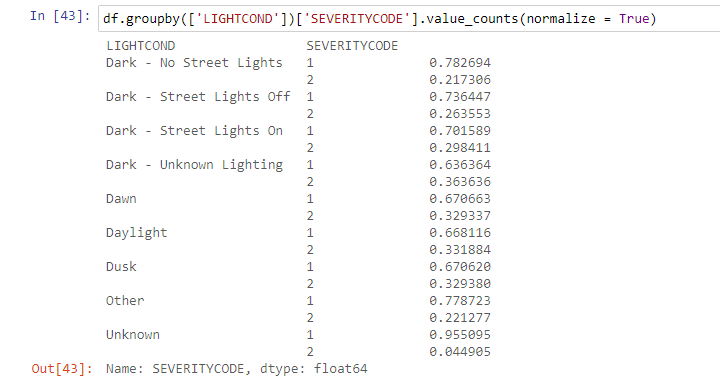 In [43]: df.groupby(['LIGHTCOND'])['SEVERITYCODE'].value_counts(normalize = True)
LIGHTCOND SEVERITYCODE
Dark - No Street Lights 1 0.782694
2 0.217306
Dark - Street Lights Off 1 0.736447
2 0.263553
Dark - Street Lights On 1 0.701589
2 0.298411
Dark - Unknown Lighting 1 0.636364
2 0.363636
Dawn 1 0.670663
2 0.329337
Daylight 1 0.668116
2 0.331884
Dusk 1 0.670620
2 0.329380
Other 1 0.778723
2 0.221277
Unknown 1 0.955095
2 0.044905
Out[43]: Name: SEVERITYCODE, dtype: float64